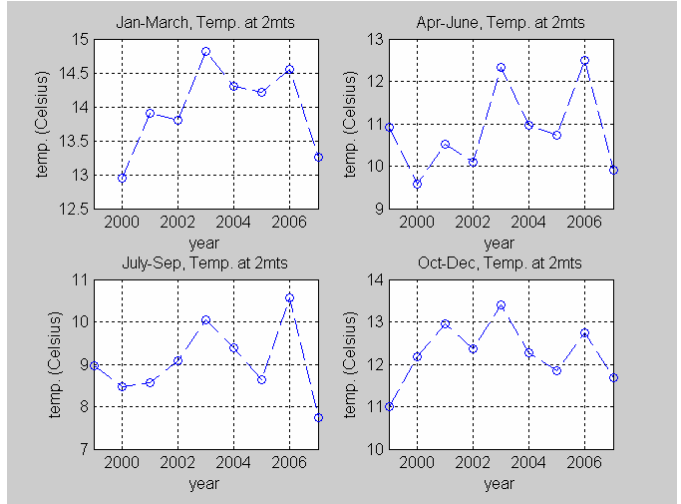 Jan-March, Temp. at 2mts
15
14.5
14
13.5
13
12.5
temp. (Celsius)
2000 2002 2004 2006
year
Apr-June, Temp. at 2mts
13
12
11
10
9
temp. (Celsius)
2000 2002 2004 2006
year
July-Sep, Temp. at 2mts
11
10
9
8
7
temp. (Celsius)
2000 2002 2004 2006
year
Oct-Dec, Temp. at 2mts
14
13
12
11
10
temp. (Celsius)
2000 2002 2004 2006
year